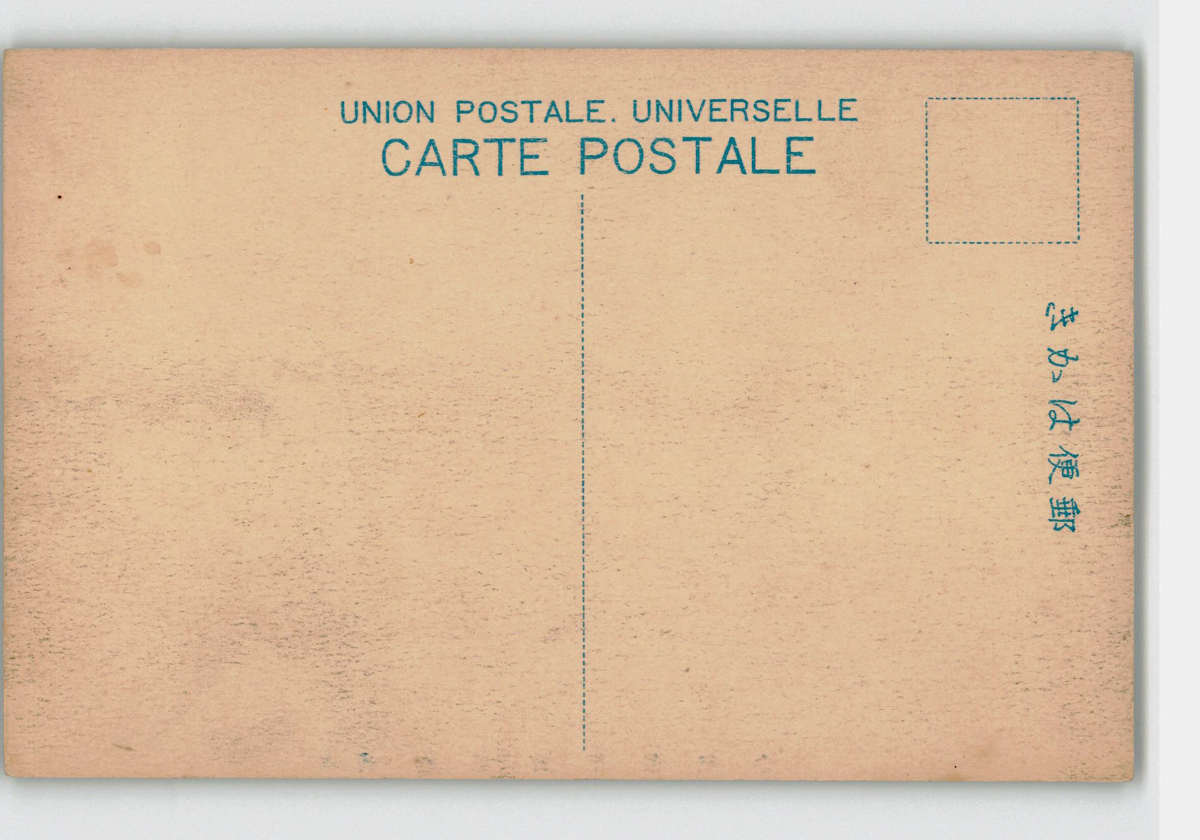 UNION POSTALE. UNIVERSELLE
CARTE POSTALE
郵便はかき